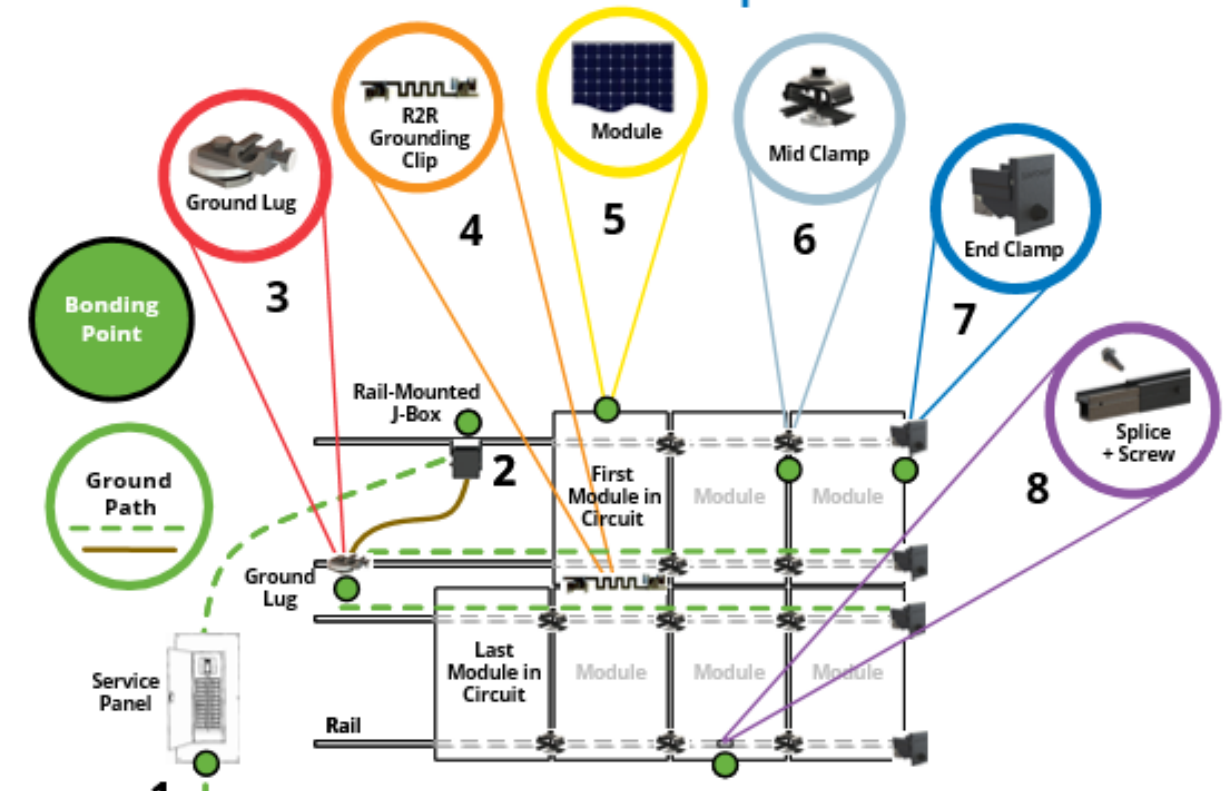 R2R
Grounding
Clip
Module
Mid Clamp
Ground Lug
End Clamp
3
4
5
6
7
8
Bonding
Point
Splice
+ Screw
Rail-Mounted
J-Box
2
Ground
Path
First
Module in
Circuit
Module
Module
Ground
Lug
Last
Module in
Circuit
Module
Module
Module
Service
Panel
Rail
1